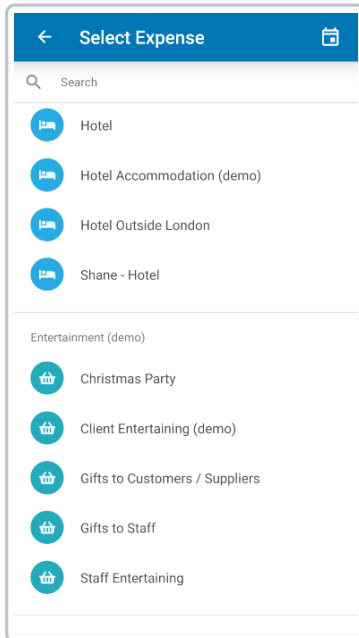 Select Expense
Search
Hotel
Hotel Accommodation (demo)
Hotel Outside London
Shane - Hotel
Entertainment (demo)
Christmas Party
Client Entertaining (demo)
Gifts to Customers / Suppliers
Gifts to Staff
Staff Entertaining